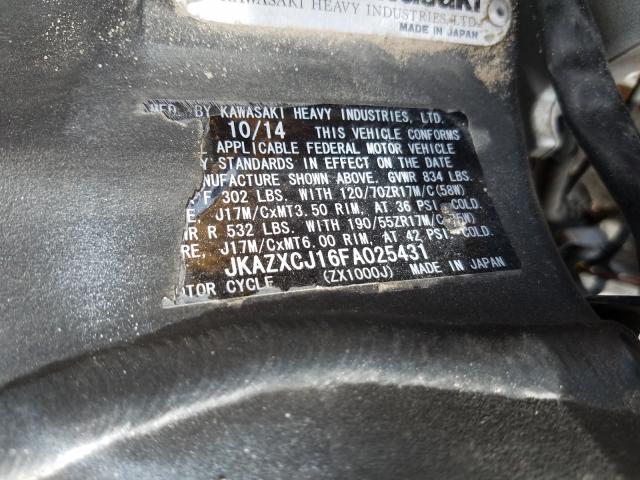 KAWASAKI HEAVY INDUSTRIES, LTD.
MADE IN JAPAN
MFD. BY KAWASAKI HEAVY INDUSTRIES, LTD.
10/14 THIS VEHICLE CONFORMS
APPLICABLE FEDERAL MOTOR VEHICLE
STANDARDS IN EFFECT ON THE DATE
MANUFACTURE SHOWN ABOVE. GVWR 834 LBS.
F 302 LBS. WITH 120/70ZR17M/C(58W)
E, J17M/CxMT3.50 RIM, AT 36 PSI COLD.
R 532 LBS. WITH 190/55ZR17M/C(75W)
RE, J17M/CxMT6.00 RIM, AT 42 PSI COLD.
JKAZXCJ16FA025431
TOR CYCLE (ZX1000J) MADE IN JAPAN